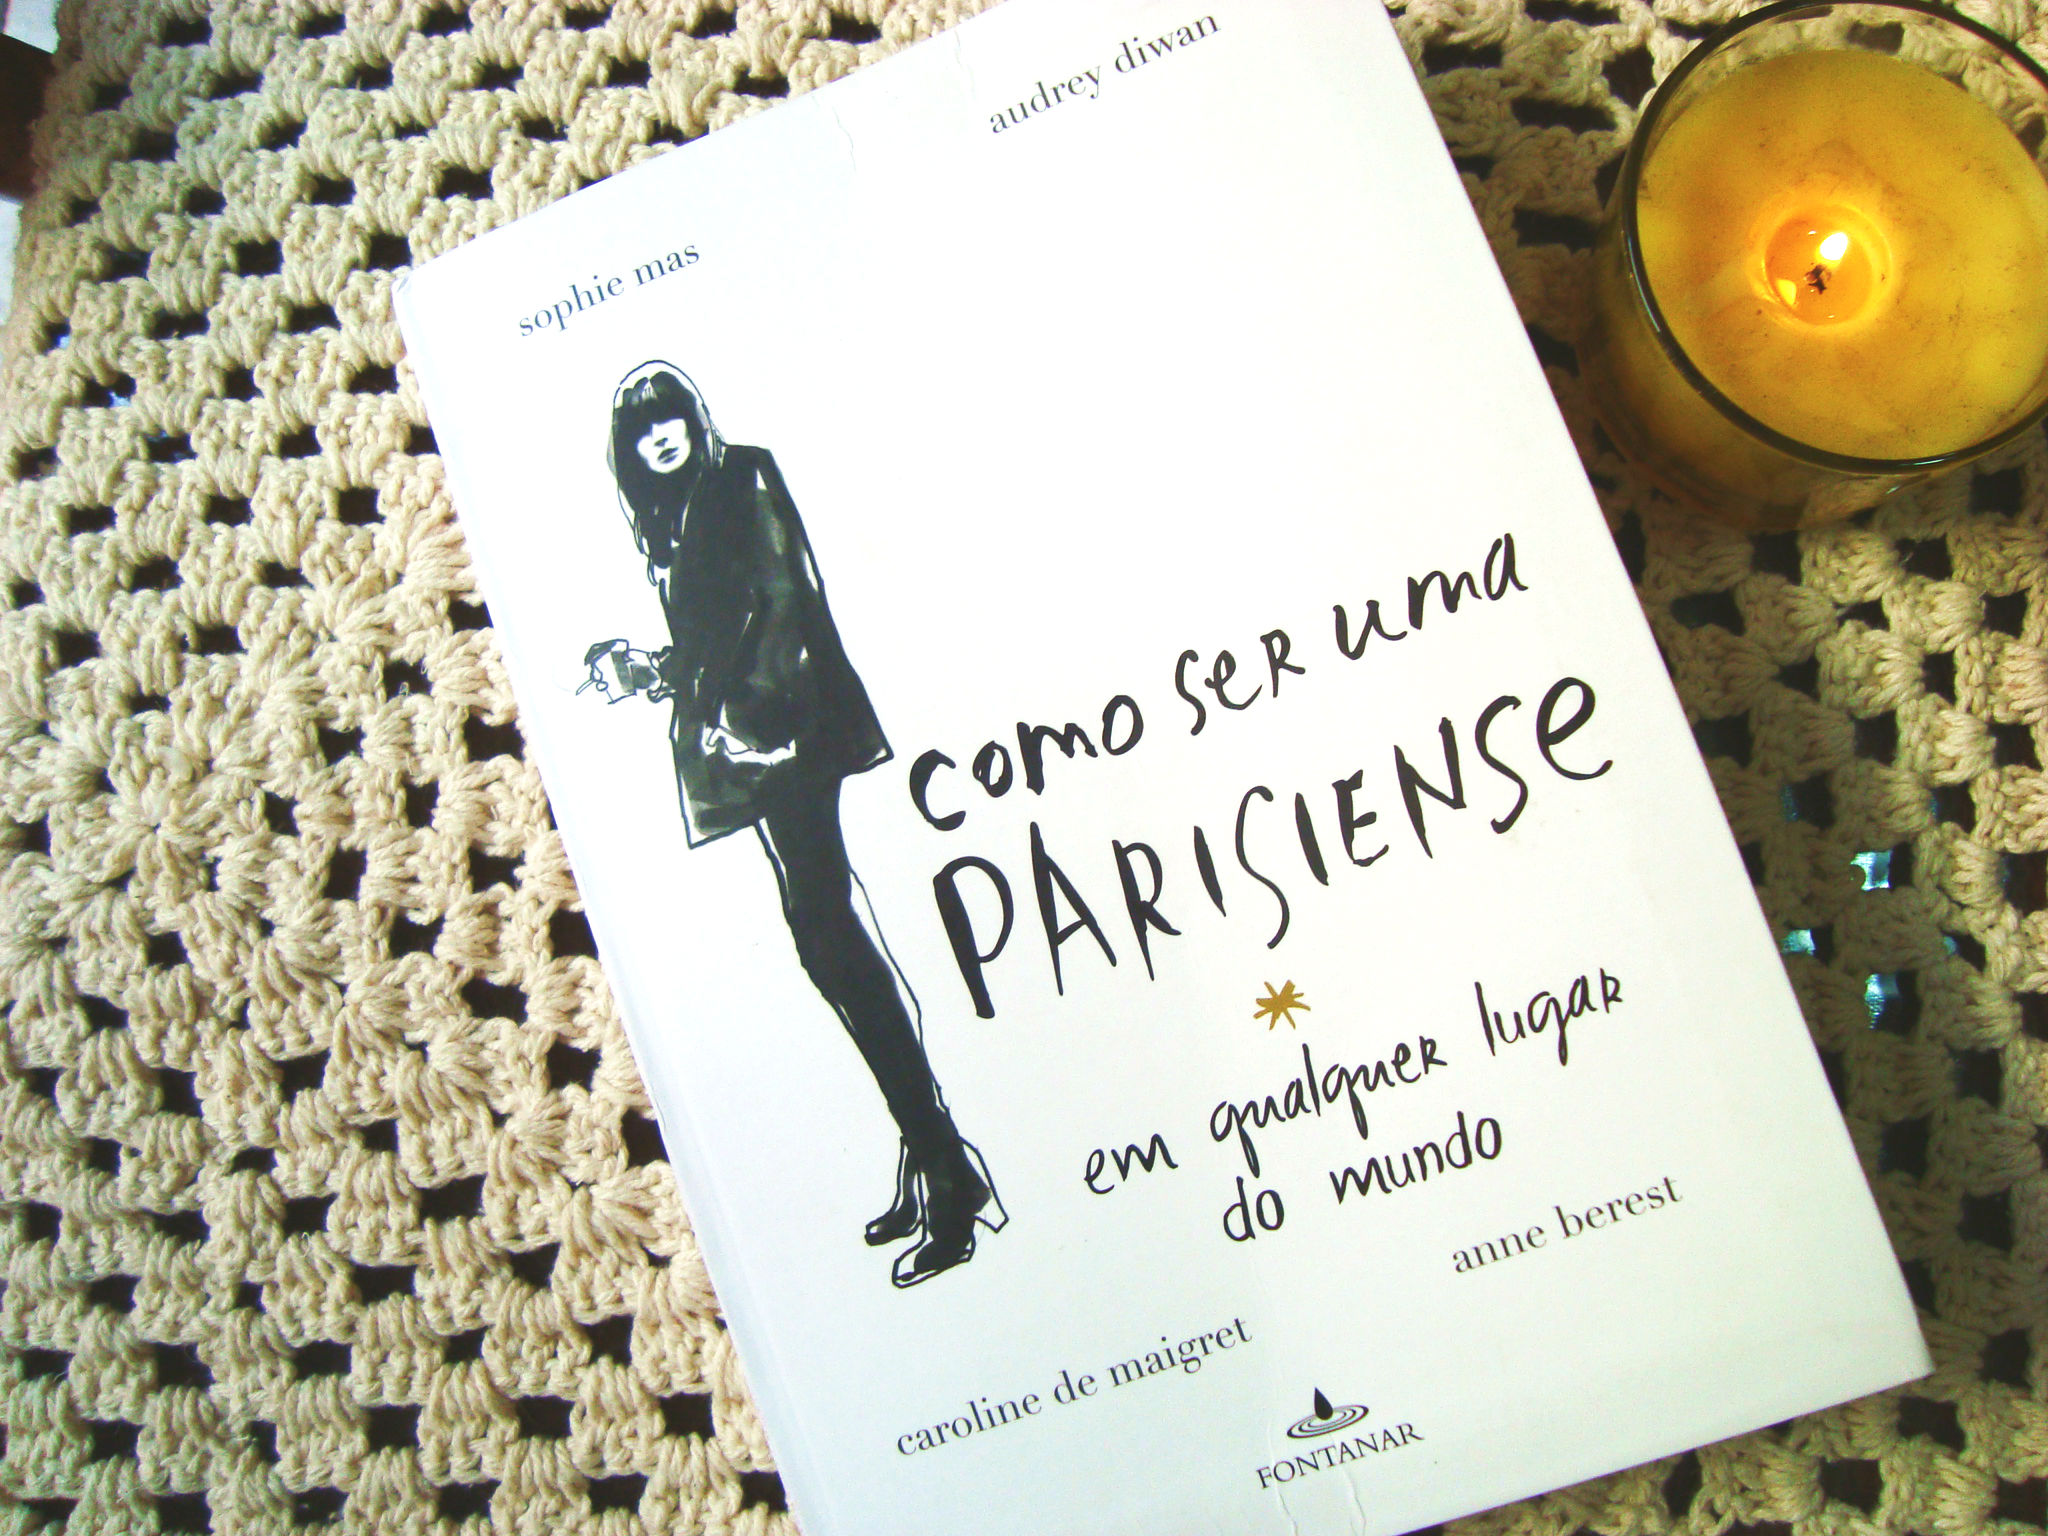 audrey diwan
sophie mas
como ser uma
PARISIENSE
*
em qualquer lugar
do mundo
anne berest
caroline de maigret
FONTANAR